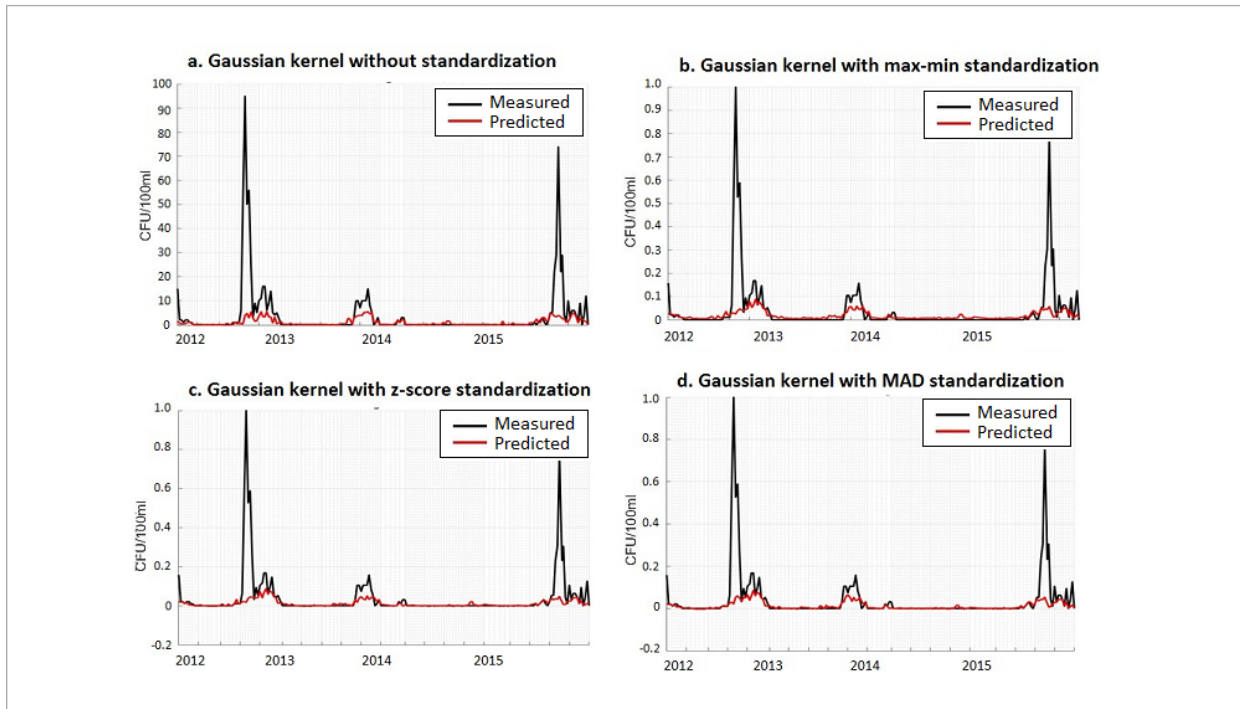 a. Gaussian kernel without standardization
100
90
80
70
60
50
40
30
20
10
0
CFU/100ml
Measured
Predicted
2012 2013 2014 2015
b. Gaussian kernel with max-min standardization
1.0
0.9
0.8
0.7
0.6
0.5
0.4
0.3
0.2
0.1
0
CFU/100ml
Measured
Predicted
2012 2013 2014 2015
c. Gaussian kernel with z-score standardization
1.0
0.8
0.6
0.4
0.2
0
-0.2
CFU/100ml
Measured
Predicted
2012 2013 2014 2015
d. Gaussian kernel with MAD standardization
1.0
0.8
0.6
0.4
0.2
0
-0.2
CFU/100ml
Measured
Predicted
2012 2013 2014 2015